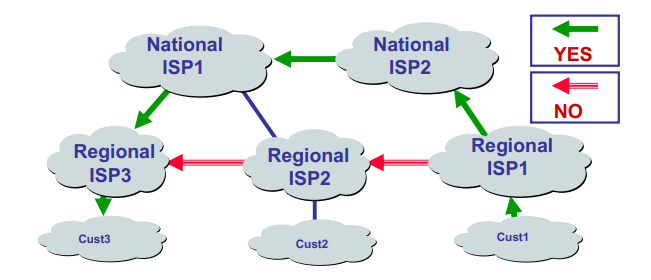 National
ISP1
National
ISP2
YES
NO
Regional
ISP3
Regional
ISP2
Regional
ISP1
Cust3
Cust2
Cust1